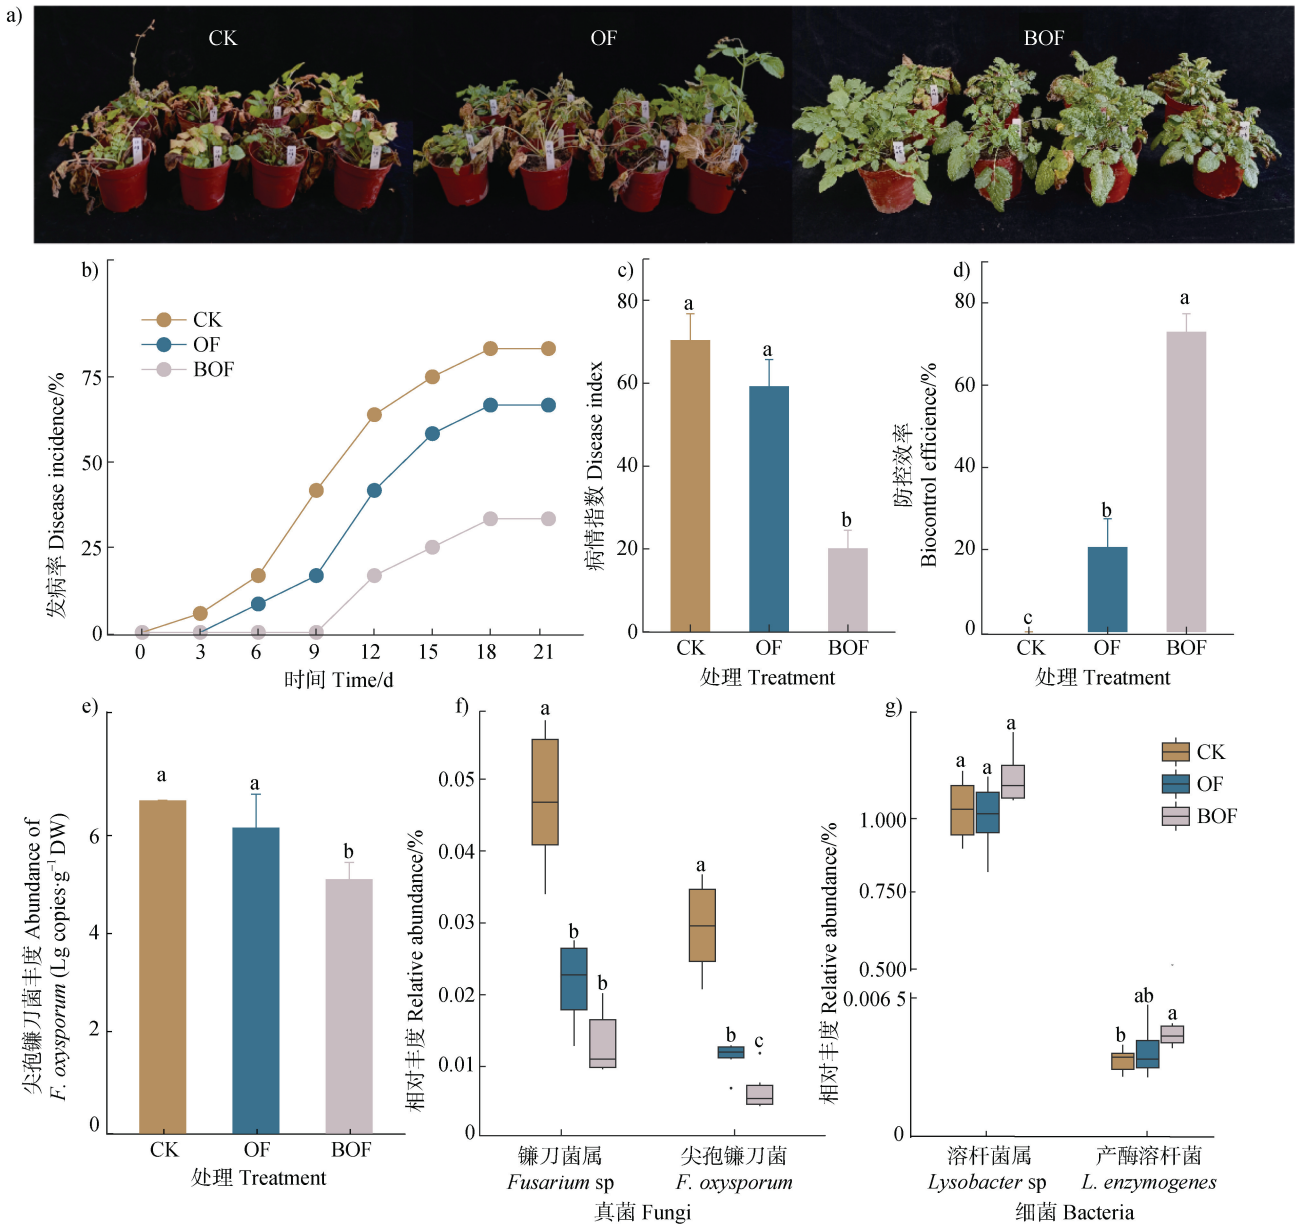 a)
CK
OF
BOF
b)
CK
OF
BOF
发病率 Disease incidence/%
75
50
25
0
0 3 6 9 12 15 18 21
时间 Time/d
c)
病情指数 Disease index
80
60
40
20
0
a
a
b
CK OF BOF
处理 Treatment
d)
防控效率
Biocontrol efficience/%
80
60
40
20
0
c
b
a
CK OF BOF
处理 Treatment
e)
尖孢镰刀菌丰度 Abundance of
F. oxysporum (Lg copies·g⁻¹ DW)
6
4
2
0
a
a
b
CK OF BOF
处理 Treatment
f)
相对丰度 Relative abundance/%
0.05
0.04
0.03
0.02
0.01
0
a
b
b
a
b
c
镰刀菌属 尖孢镰刀菌
Fusarium sp F. oxysporum
真菌 Fungi
g)
相对丰度 Relative abundance/%
1.000
0.750
0.500
0.006 5
0
a
a
a
b
ab
a
CK
OF
BOF
溶杆菌属 产酶溶杆菌
Lysobacter sp L. enzymogenes
细菌 Bacteria